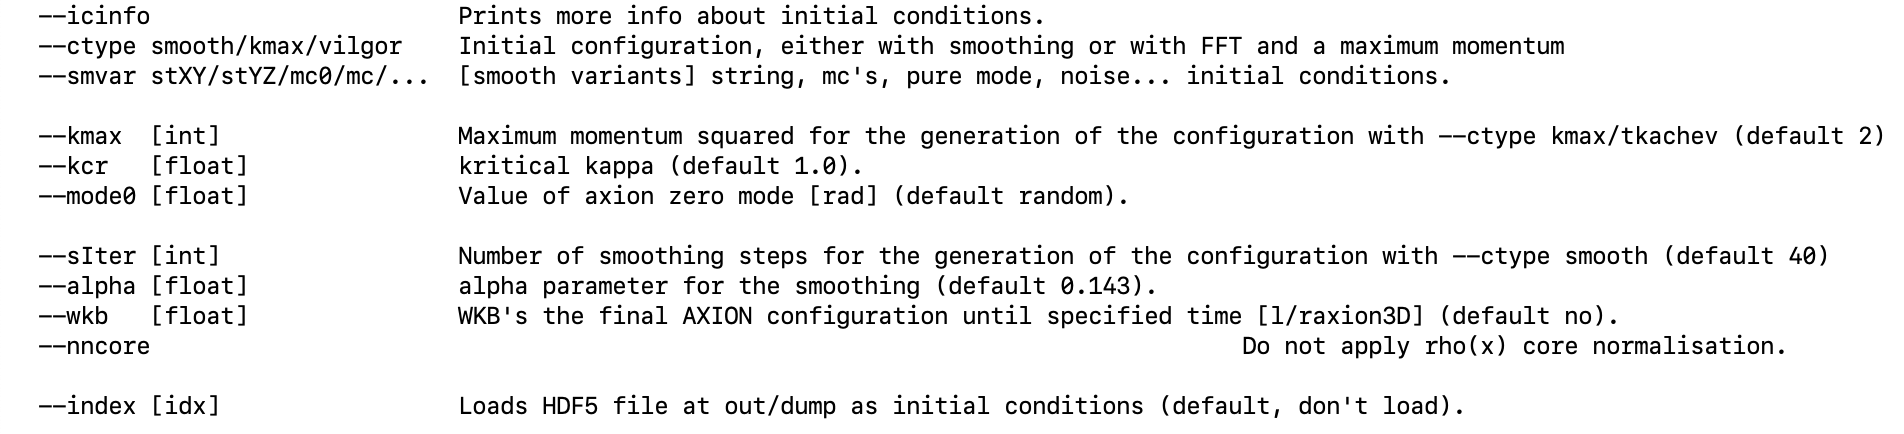 --icinfo                      Prints more info about initial conditions.
--ctype smooth/kmax/vilgor    Initial configuration, either with smoothing or with FFT and a maximum momentum
--smvar stXY/stYZ/mc0/mc/...  [smooth variants] string, mc's, pure mode, noise... initial conditions.

--kmax  [int]                 Maximum momentum squared for the generation of the configuration with --ctype kmax/tkachev (default 2)
--kcr   [float]               kritical kappa (default 1.0).
--mode0 [float]               Value of axion zero mode [rad] (default random).

--sIter [int]                 Number of smoothing steps for the generation of the configuration with --ctype smooth (default 40)
--alpha [float]               alpha parameter for the smoothing (default 0.143).
--wkb   [float]               WKB's the final AXION configuration until specified time [l/raxion3D] (default no).
--nncore                                                                              Do not apply rho(x) core normalisation.

--index [idx]                 Loads HDF5 file at out/dump as initial conditions (default, don't load).